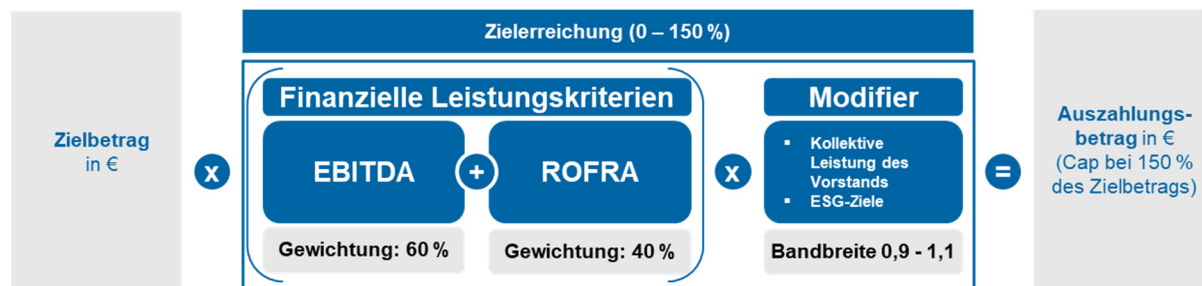 Zielerreichung (0 – 150 %)
Zielbetrag
in €
x
Finanzielle Leistungskriterien
EBITDA
+
ROFRA
Gewichtung: 60 %
Gewichtung: 40 %
x
Modifier
▪ Kollektive
Leistung des
Vorstands
▪ ESG-Ziele
Bandbreite 0,9 - 1,1
=
Auszahlungs-
betrag in €
(Cap bei 150 %
des Zielbetrags)